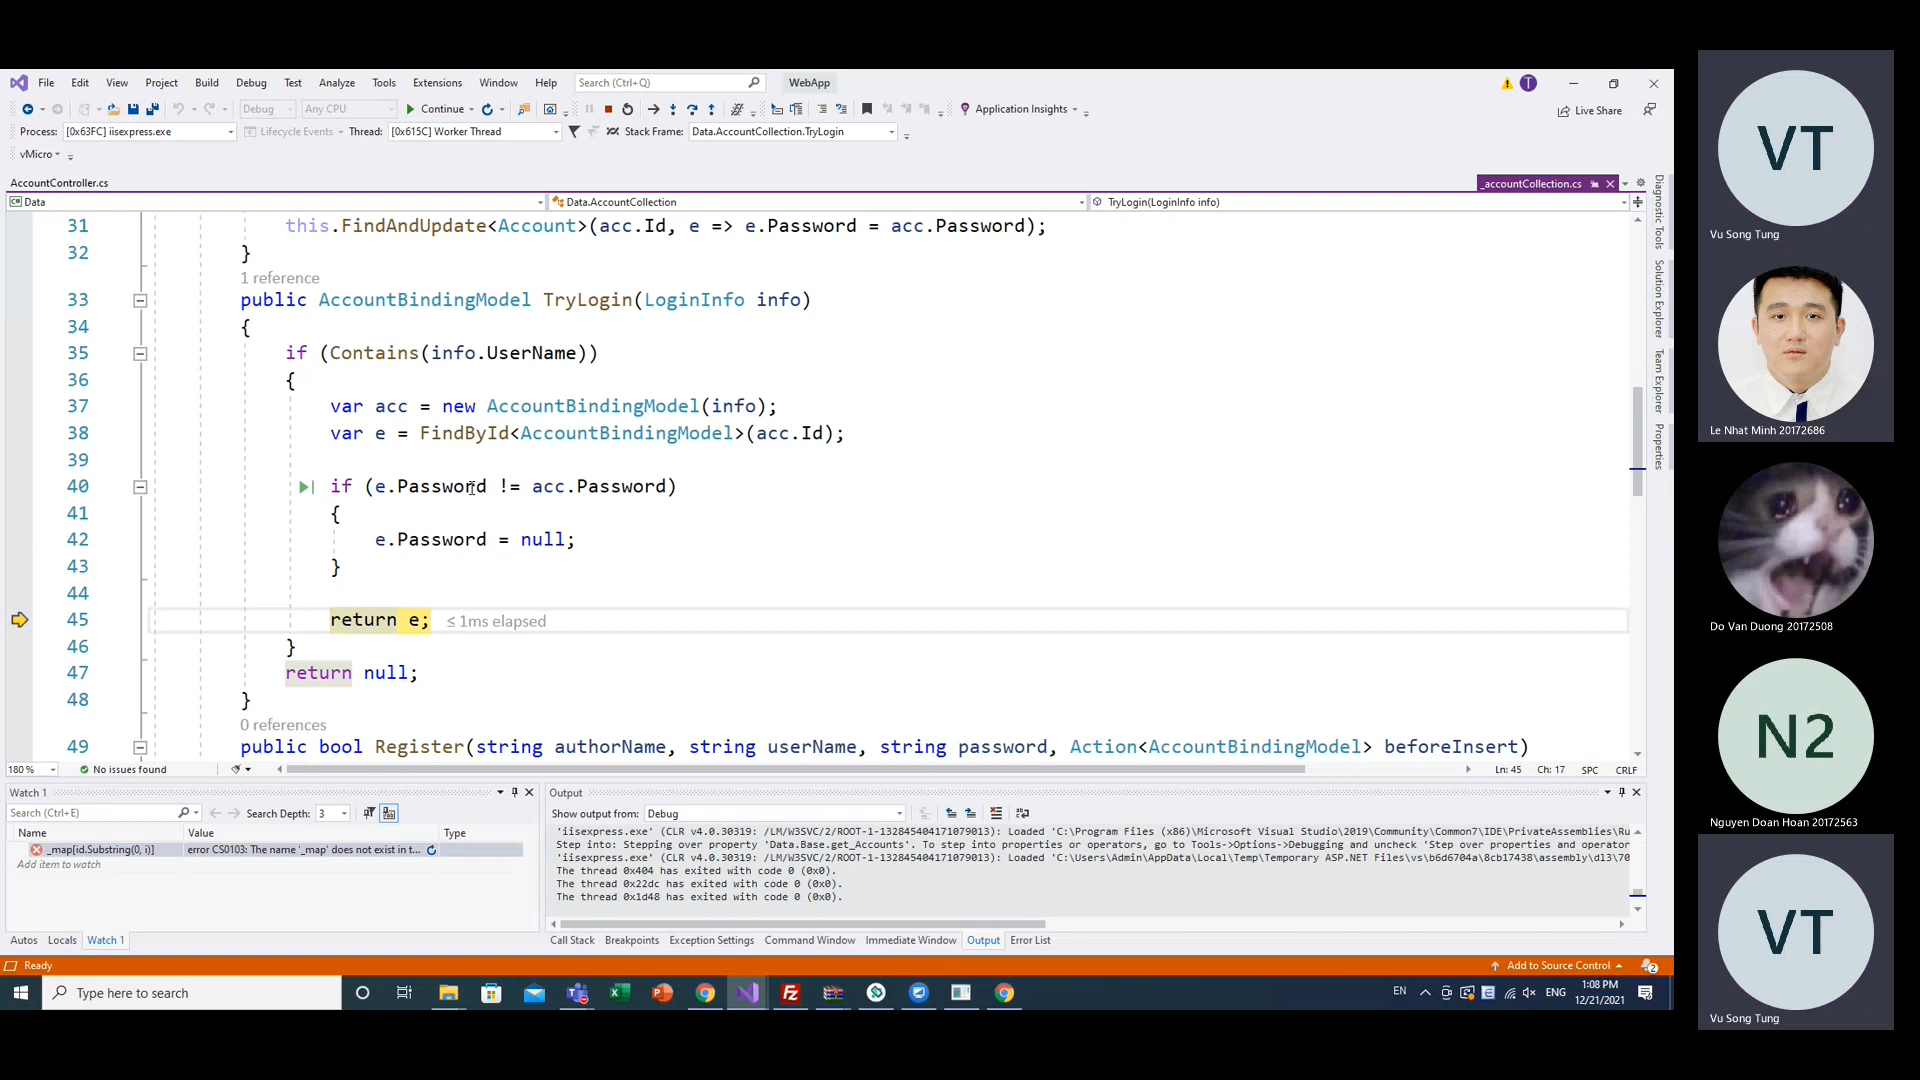 File Edit View Project Build Debug Test Analyze Tools Extensions Window Help Search (Ctrl+Q) WebApp T
Debug Any CPU Continue Application Insights Live Share
Process: [0x63FC] iisexpress.exe Lifecycle Events Thread: [0x615C] Worker Thread Stack Frame: Data.AccountCollection.TryLogin
vMicro
AccountController.cs _accountCollection.cs
Data Data.AccountCollection TryLogin(LoginInfo info)
31 this.FindAndUpdate<Account>(acc.Id, e => e.Password = acc.Password);
32 }
1 reference
33 public AccountBindingModel TryLogin(LoginInfo info)
34 {
35 if (Contains(info.UserName))
36 {
37 var acc = new AccountBindingModel(info);
38 var e = FindById<AccountBindingModel>(acc.Id);
39
40 if (e.Password != acc.Password)
41 {
42 e.Password = null;
43 }
44
45 return e; ≤ 1ms elapsed
46 }
47 return null;
48 }
0 references
49 public bool Register(string authorName, string userName, string password, Action<AccountBindingModel> beforeInsert)
180 % No issues found Ln: 45 Ch: 17 SPC CRLF
Diagnostic Tools
Solution Explorer
Team Explorer
Properties
Watch 1
Search (Ctrl+E) Search Depth: 3
Name Value Type
_map[id.Substring(0, i)] error CS0103: The name '_map' does not exist in t...
Add item to watch
Autos Locals Watch 1
Output
Show output from: Debug
'iisexpress.exe' (CLR v4.0.30319: /LM/W3SVC/2/ROOT-1-132845404171079013): Loaded 'C:\Program Files (x86)\Microsoft Visual Studio\2019\Community\Common7\IDE\PrivateAssemblies\Ru
Step into: Stepping over property 'Data.Base.get_Accounts'. To step into properties or operators, go to Tools->Options->Debugging and uncheck 'Step over properties and operator
'iisexpress.exe' (CLR v4.0.30319: /LM/W3SVC/2/ROOT-1-132845404171079013): Loaded 'C:\Users\Admin\AppData\Local\Temp\Temporary ASP.NET Files\vs\b6d6704a\8cb17438\assembly\dl3\70
The thread 0x404 has exited with code 0 (0x0).
The thread 0x22dc has exited with code 0 (0x0).
The thread 0x1d48 has exited with code 0 (0x0).
Call Stack Breakpoints Exception Settings Command Window Immediate Window Output Error List
Ready Add to Source Control 2
Type here to search EN ENG 1:08 PM
12/21/2021
VT
Vu Song Tung
Le Nhat Minh 20172686
Do Van Duong 20172508
N2
Nguyen Doan Hoan 20172563
VT
Vu Song Tung